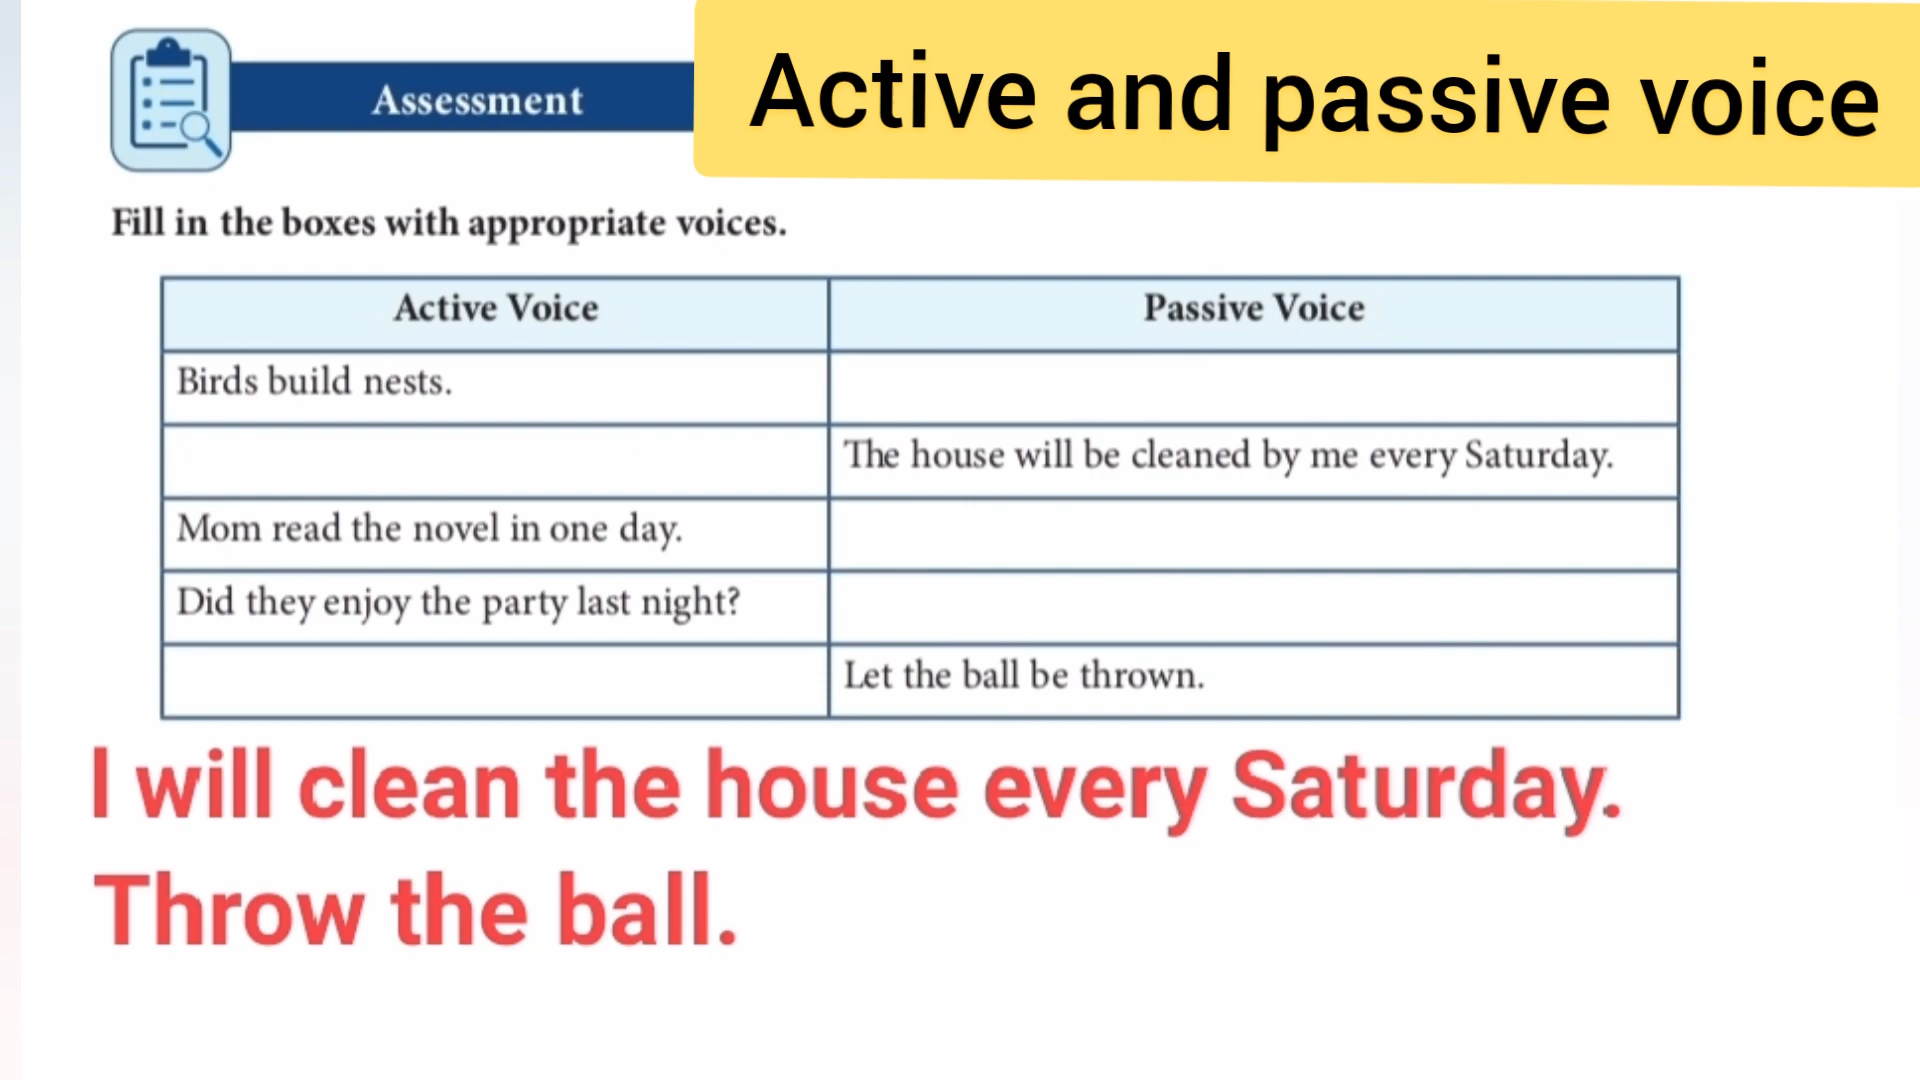 Assessment
Active and passive voice
Fill in the boxes with appropriate voices.
Active Voice
Passive Voice
Birds build nests.
The house will be cleaned by me every Saturday.
Mom read the novel in one day.
Did they enjoy the party last night?
Let the ball be thrown.
I will clean the house every Saturday.
Throw the ball.